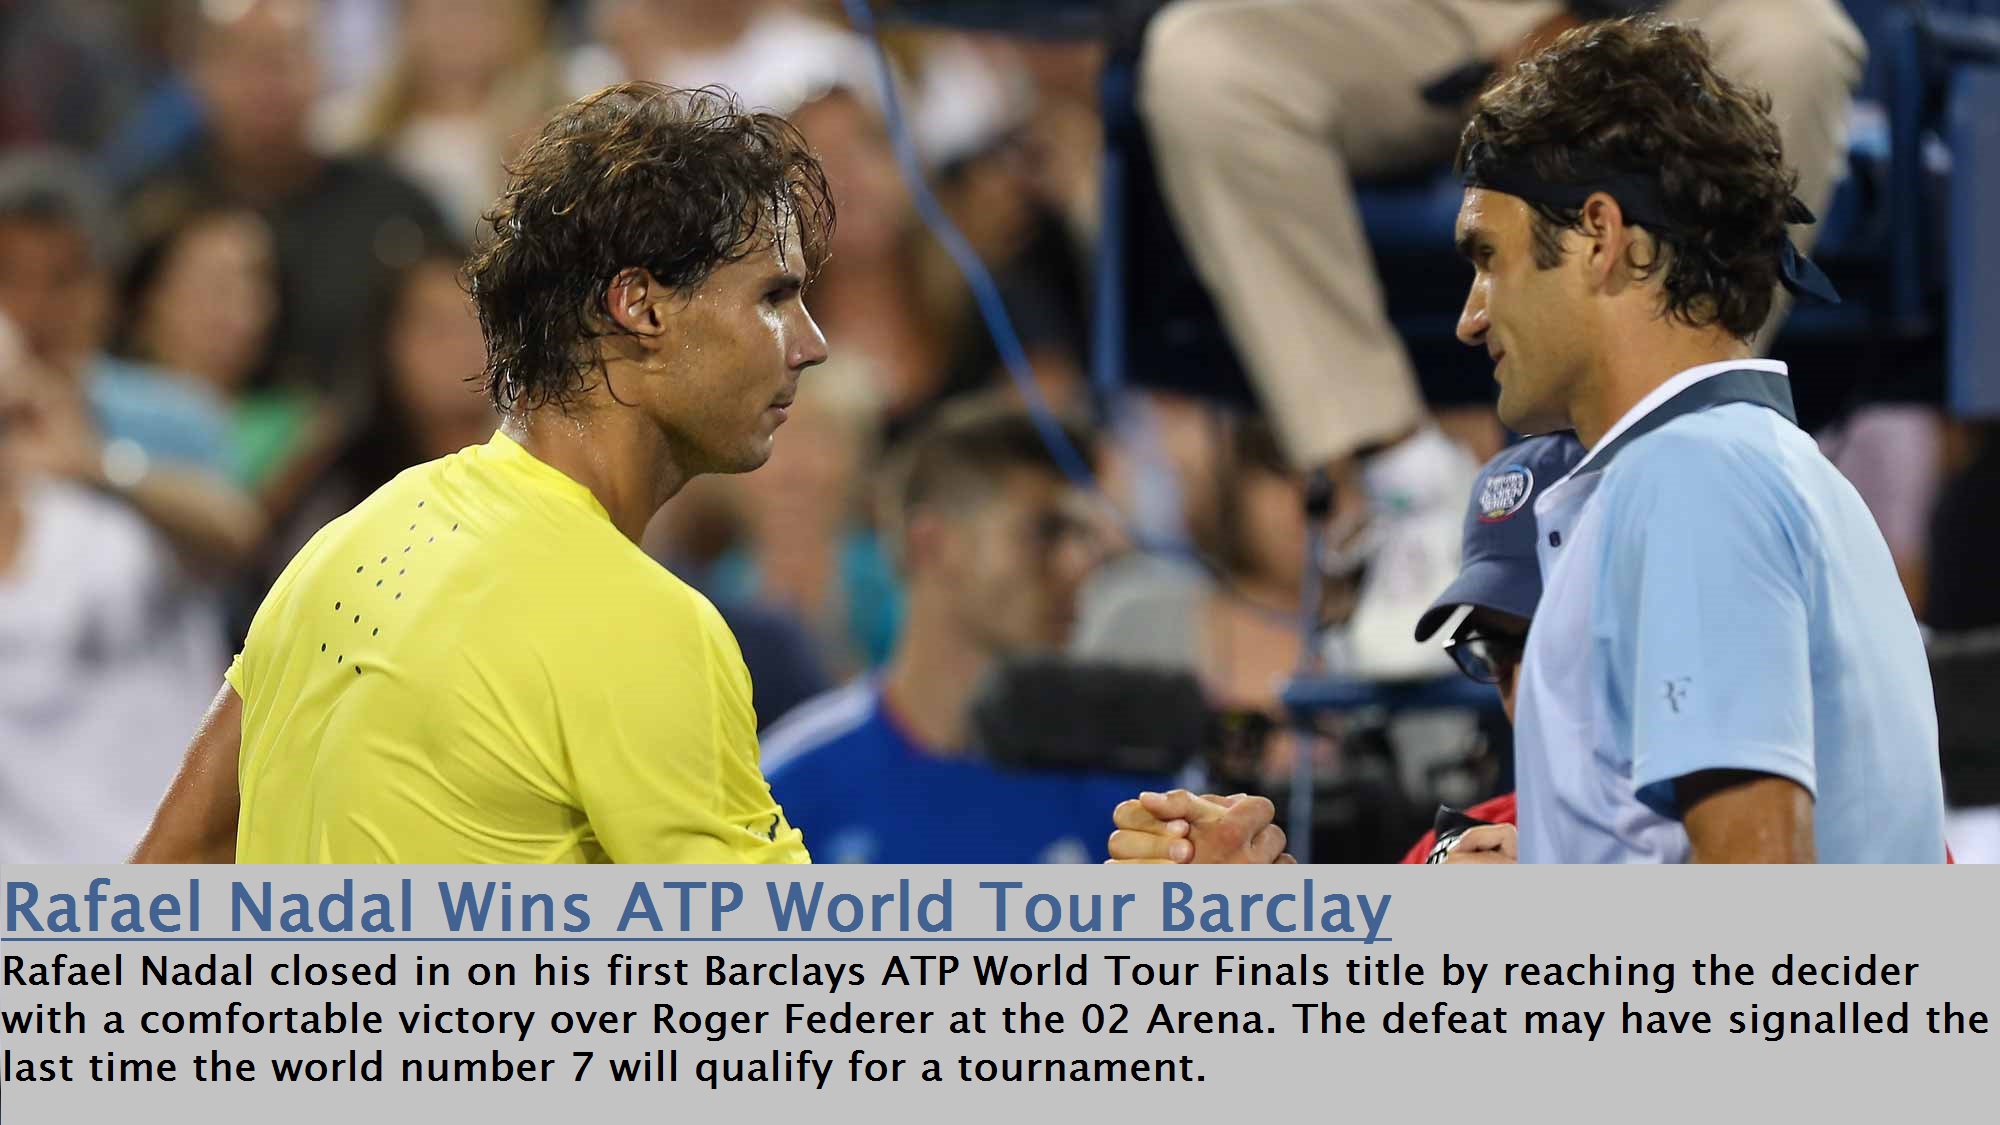 RF
Rafael Nadal Wins ATP World Tour Barclay
Rafael Nadal closed in on his first Barclays ATP World Tour Finals title by reaching the decider
with a comfortable victory over Roger Federer at the 02 Arena. The defeat may have signalled the
last time the world number 7 will qualify for a tournament.